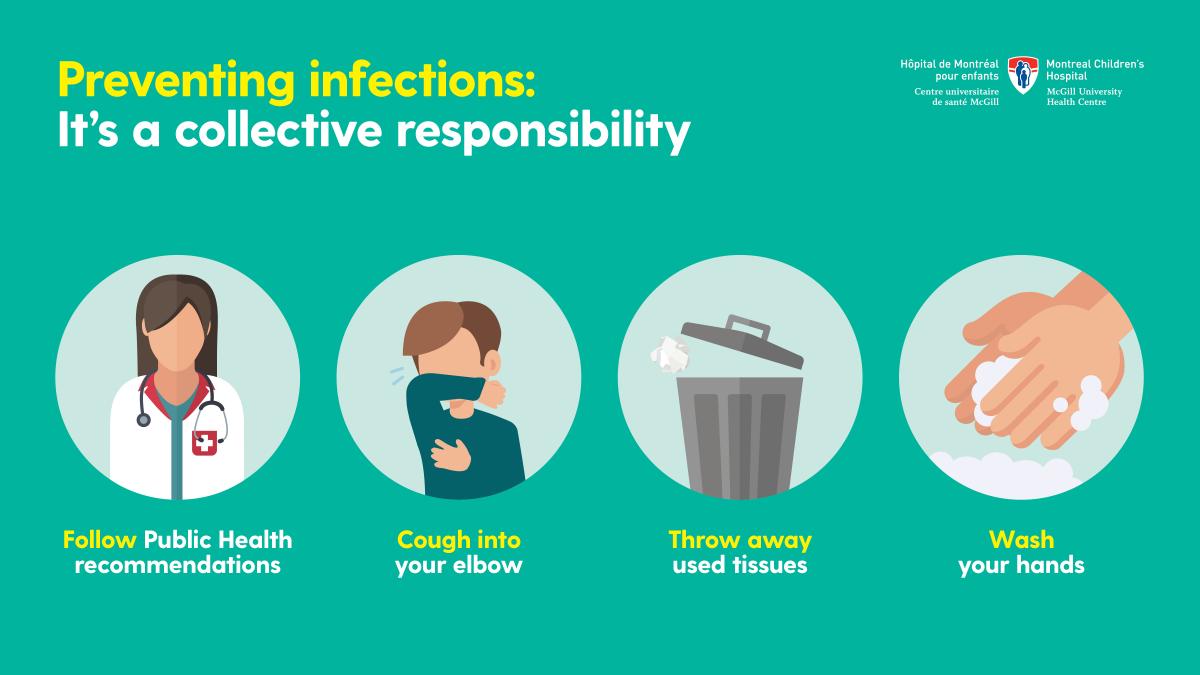 Preventing infections:
It's a collective responsibility
Hôpital de Montréal
pour enfants
Centre universitaire
de santé McGill
Montreal Children's
Hospital
McGill University
Health Centre
Follow Public Health
recommendations
Cough into
your elbow
Throw away
used tissues
Wash
your hands